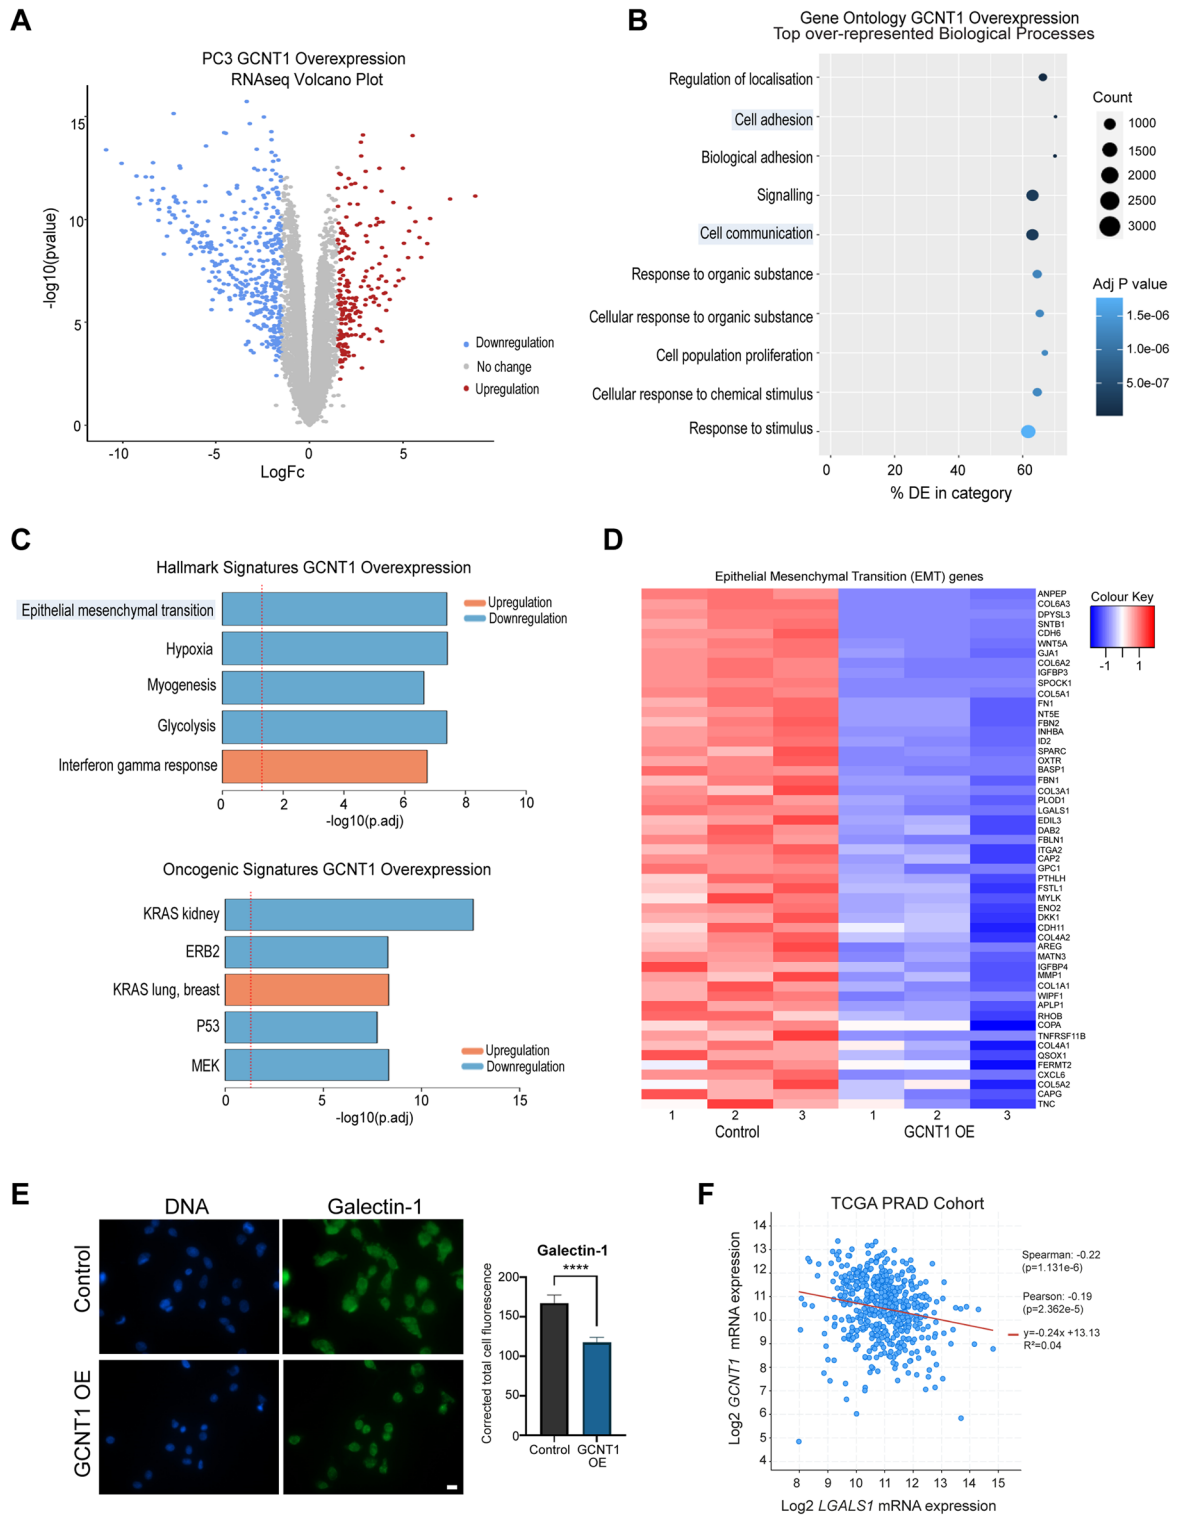 A
PC3 GCNT1 Overexpression
RNAseq Volcano Plot
-log10(pvalue)
15
10
5
0
-10
-5
0
5
LogFc
Downregulation
No change
Upregulation
B
Gene Ontology GCNT1 Overexpression
Top over-represented Biological Processes
Regulation of localisation
Cell adhesion
Biological adhesion
Signalling
Cell communication
Response to organic substance
Cellular response to organic substance
Cell population proliferation
Cellular response to chemical stimulus
Response to stimulus
0
20
40
60
% DE in category
Count
1000
1500
2000
2500
3000
Adj P value
1.5e-06
1.0e-06
5.0e-07
C
Hallmark Signatures GCNT1 Overexpression
Epithelial mesenchymal transition
Hypoxia
Myogenesis
Glycolysis
Interferon gamma response
Upregulation
Downregulation
0
2
4
6
8
10
-log10(p.adj)
Oncogenic Signatures GCNT1 Overexpression
KRAS kidney
ERB2
KRAS lung, breast
P53
MEK
Upregulation
Downregulation
0
5
10
15
-log10(p.adj)
D
Epithelial Mesenchymal Transition (EMT) genes
ANPEP
COL6A3
DPYSL3
SNTB1
CDH6
WNT5A
GJA1
COL6A2
IGFBP3
SPOCK1
COL5A1
FN1
NT5E
FBN2
INHBA
ID2
SPARC
OXTR
BASP1
FBN1
COL3A1
PLOD1
LGALS1
EDIL3
DAB2
FBLN1
ITGA2
CAP2
GPC1
PTHLH
FSTL1
MYLK
ENO2
DKK1
CDH11
COL4A2
AREG
MATN3
IGFBP4
MMP1
COL1A1
WIPF1
APLP1
RHOB
COPA
TNFRSF11B
COL4A1
QSOX1
FERMT2
CXCL6
COL5A2
CAPG
TNC
1
2
3
1
2
3
Control
GCNT1 OE
Colour Key
-1
1
E
DNA
Galectin-1
Control
GCNT1 OE
Galectin-1
****
Corrected total cell fluorescence
200
150
100
50
0
Control
GCNT1
OE
F
TCGA PRAD Cohort
Log2 GCNT1 mRNA expression
14
13
12
11
10
9
8
7
6
5
4
8
9
10
11
12
13
14
15
Log2 LGALS1 mRNA expression
Spearman: -0.22
(p=1.131e-6)
Pearson: -0.19
(p=2.362e-5)
y=-0.24x +13.13
R²=0.04